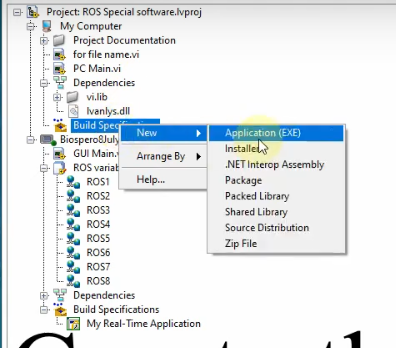 Project: ROS Special software.lvproj
My Computer
Project Documentation
for file name.vi
PC Main.vi
Dependencies
vi.lib
lvanlys.dll
Build Specifications
New
Arrange By
Help...
Application (EXE)
Installer
.NET Interop Assembly
Package
Packed Library
Shared Library
Source Distribution
Zip File
Biospero8July
GUI Main.vi
ROS variab
ROS1
ROS2
ROS3
ROS4
ROS5
ROS6
ROS7
ROS8
Dependencies
Build Specifications
My Real-Time Application